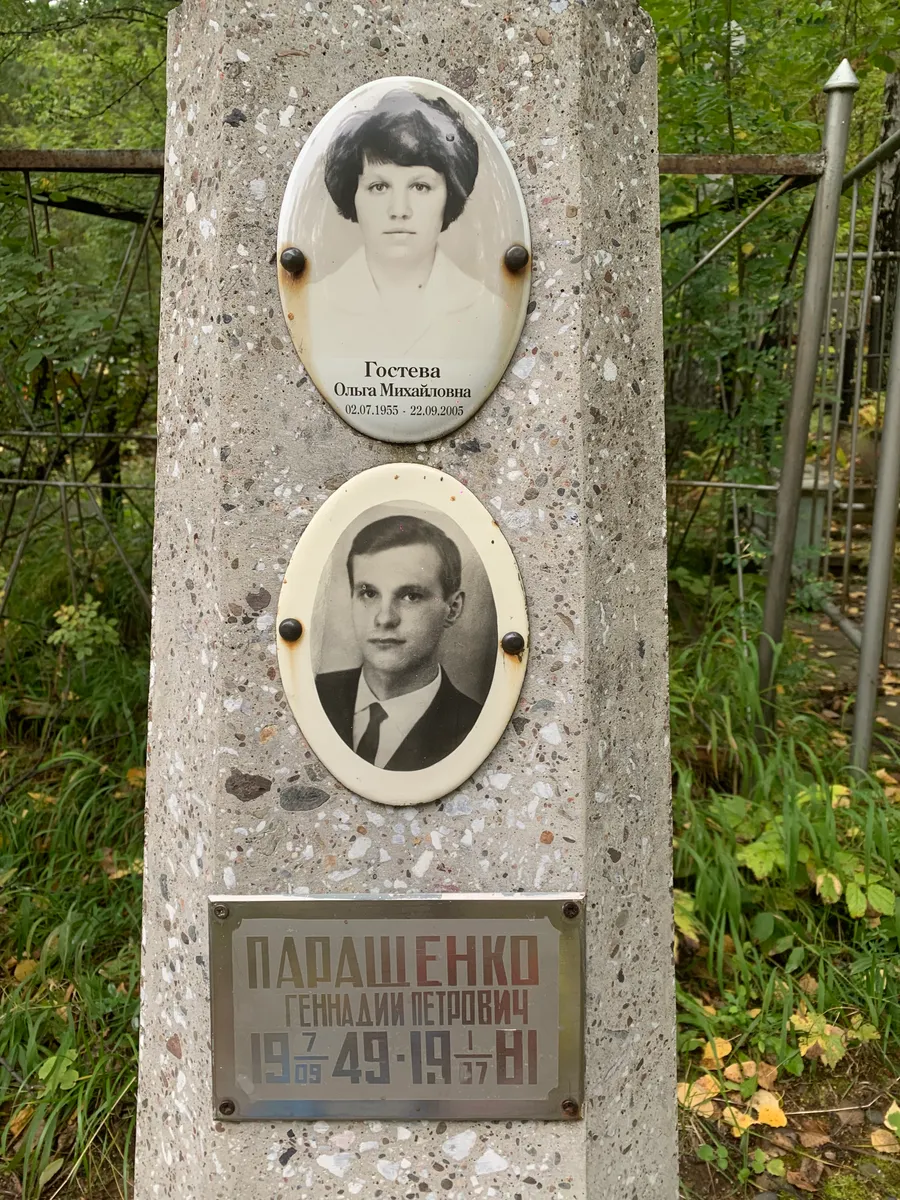 Гостева
Ольга Михайловна
02.07.1955 - 22.09.2005
ПАРАЩЕНКО
ГЕННАДИИ ПЕТРОВИЧ
19 7/09 49 · 19 1/07 81